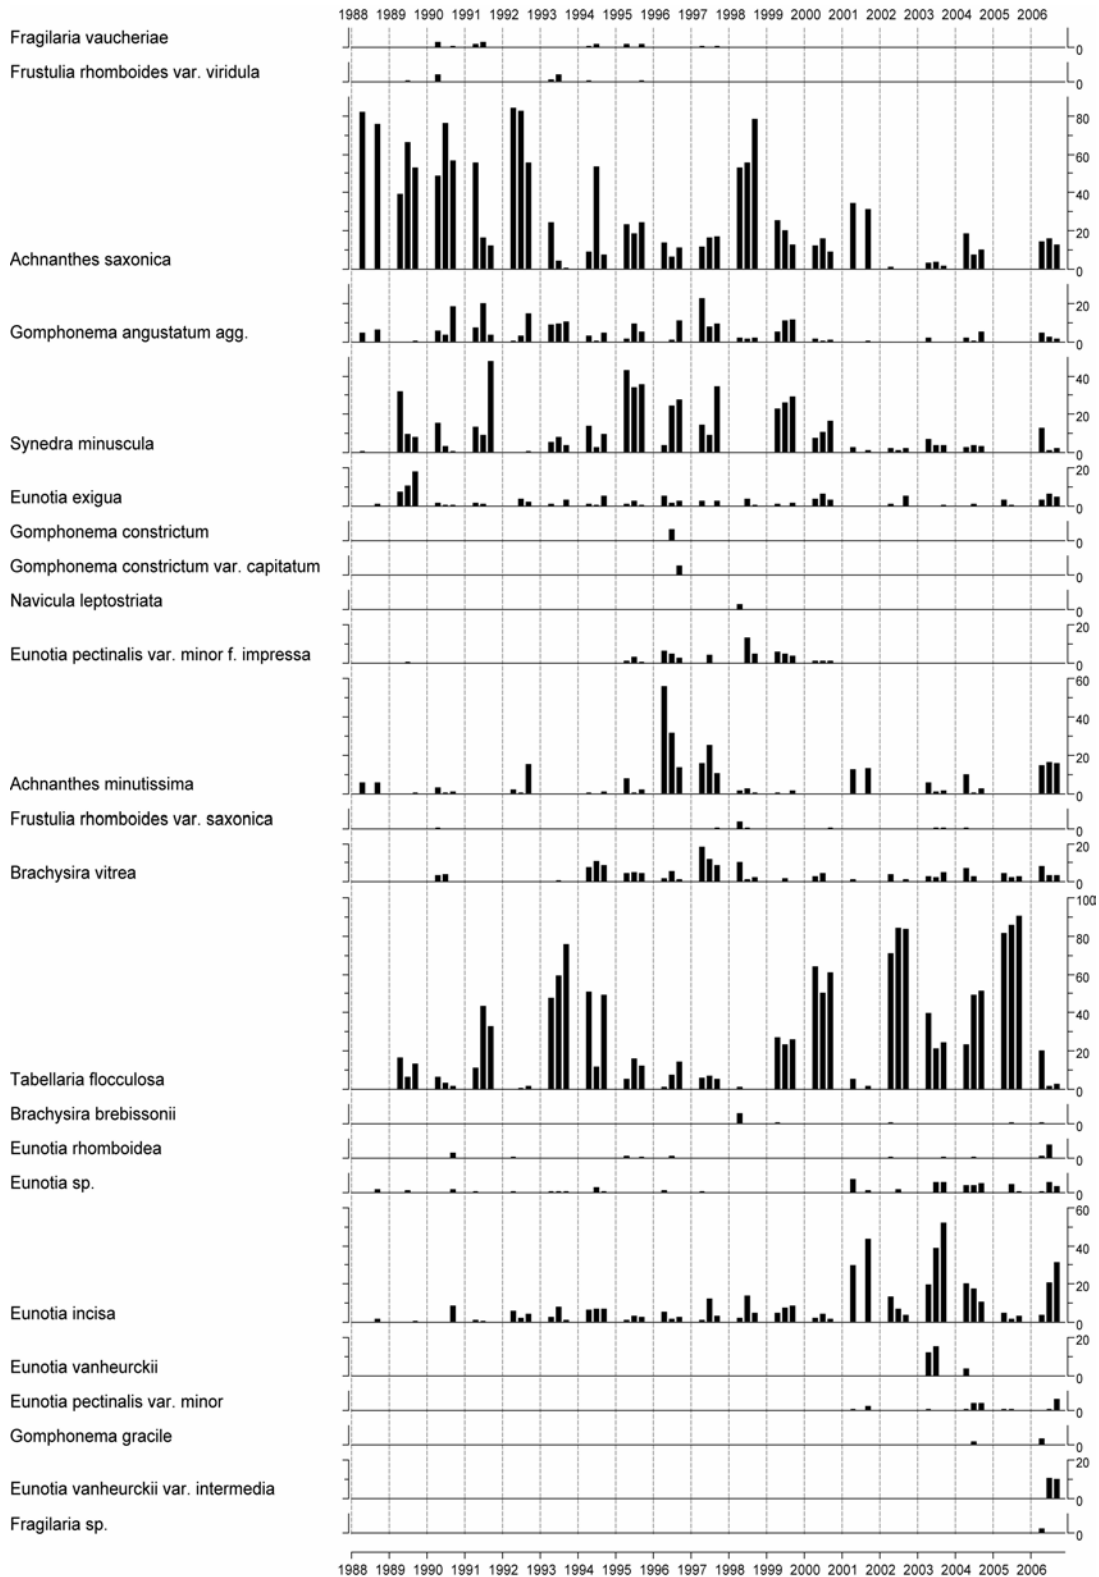 1988 1989 1990 1991 1992 1993 1994 1995 1996 1997 1998 1999 2000 2001 2002 2003 2004 2005 2006
Fragilaria vaucheriae 0
Frustulia rhomboides var. viridula 0
80
60
40
20
Achnanthes saxonica 0
20
Gomphonema angustatum agg. 0
40
20
Synedra minuscula 0
20
Eunotia exigua 0
Gomphonema constrictum 0
Gomphonema constrictum var. capitatum 0
Navicula leptostriata 0
20
Eunotia pectinalis var. minor f. impressa 0
60
40
20
Achnanthes minutissima 0
Frustulia rhomboides var. saxonica 0
20
Brachysira vitrea 0
100
80
60
40
20
Tabellaria flocculosa 0
Brachysira brebissonii 0
Eunotia rhomboidea 0
Eunotia sp. 0
60
40
20
Eunotia incisa 0
20
Eunotia vanheurckii 0
Eunotia pectinalis var. minor 0
Gomphonema gracile 0
20
Eunotia vanheurckii var. intermedia 0
Fragilaria sp. 0
1988 1989 1990 1991 1992 1993 1994 1995 1996 1997 1998 1999 2000 2001 2002 2003 2004 2005 2006